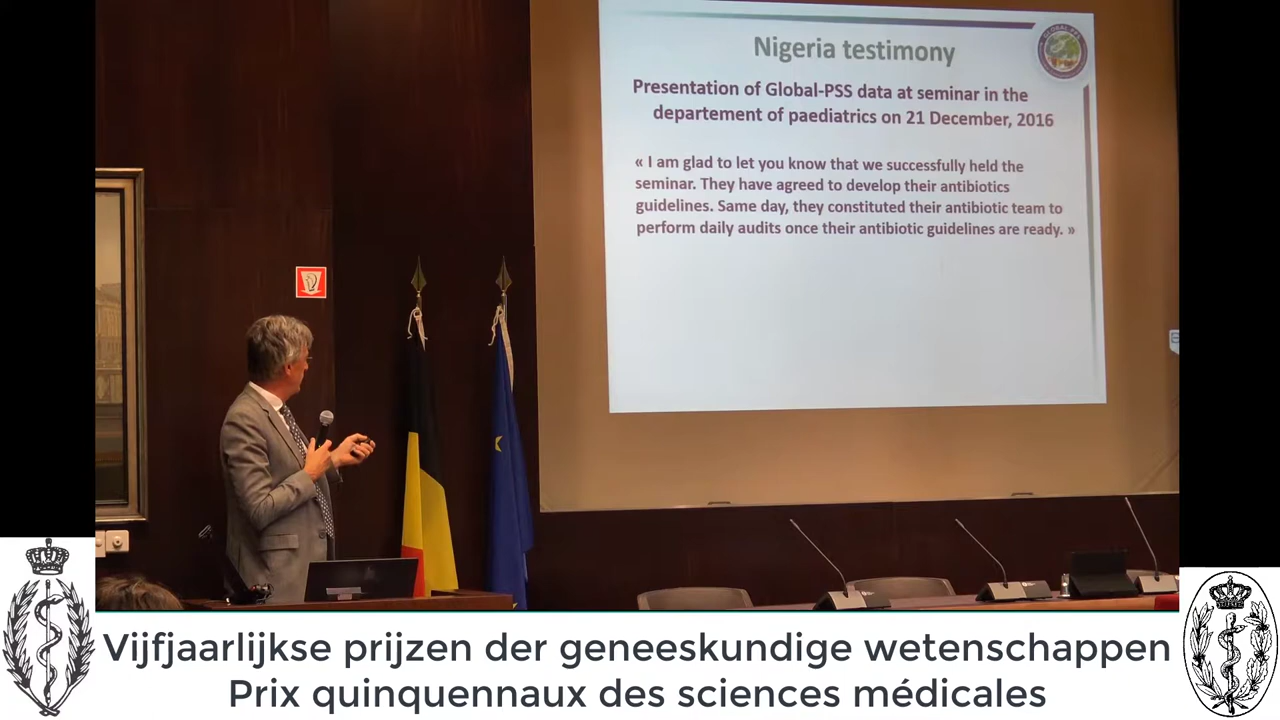 Nigeria testimony
Presentation of Global-PSS data at seminar in the
departement of paediatrics on 21 December, 2016
« I am glad to let you know that we successfully held the
seminar. They have agreed to develop their antibiotics
guidelines. Same day, they constituted their antibiotic team to
perform daily audits once their antibiotic guidelines are ready. »
Vijfjaarlijkse prijzen der geneeskundige wetenschappen
Prix quinquennaux des sciences médicales